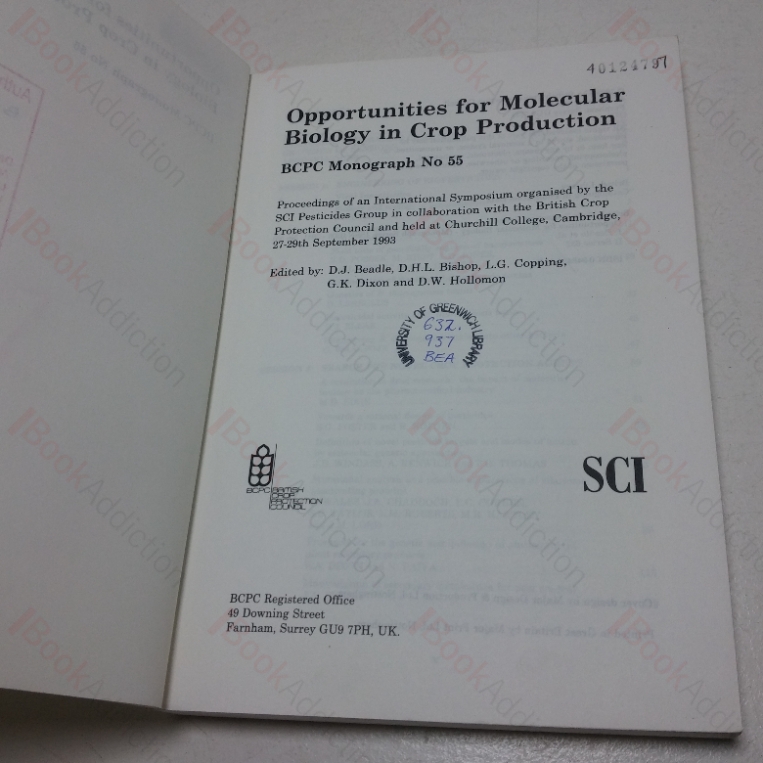 40124797
Opportunities for Molecular
Biology in Crop Production
BCPC Monograph No 55
Proceedings of an International Symposium organised by the
SCI Pesticides Group in collaboration with the British Crop
Protection Council and held at Churchill College, Cambridge,
27-29th September 1993
Edited by: D.J. Beadle, D.H.L. Bishop, L.G. Copping,
G.K. Dixon and D.W. Hollomon
UNIVERSITY OF GREENWICH LIBRARY
632.
937
BEA
BCPC BRITISH
CROP
PROTECTION
COUNCIL
SCI
BCPC Registered Office
49 Downing Street
Farnham, Surrey GU9 7PH, UK.
BookAddiction